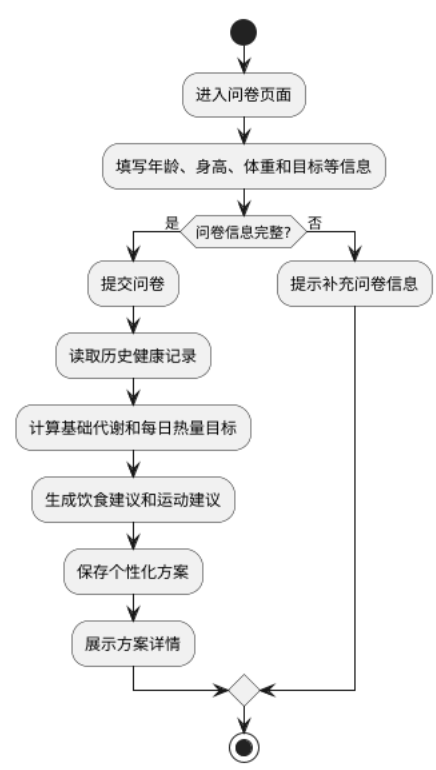 进入问卷页面
填写年龄、身高、体重和目标等信息
是
问卷信息完整?
否
提交问卷
提示补充问卷信息
读取历史健康记录
计算基础代谢和每日热量目标
生成饮食建议和运动建议
保存个性化方案
展示方案详情